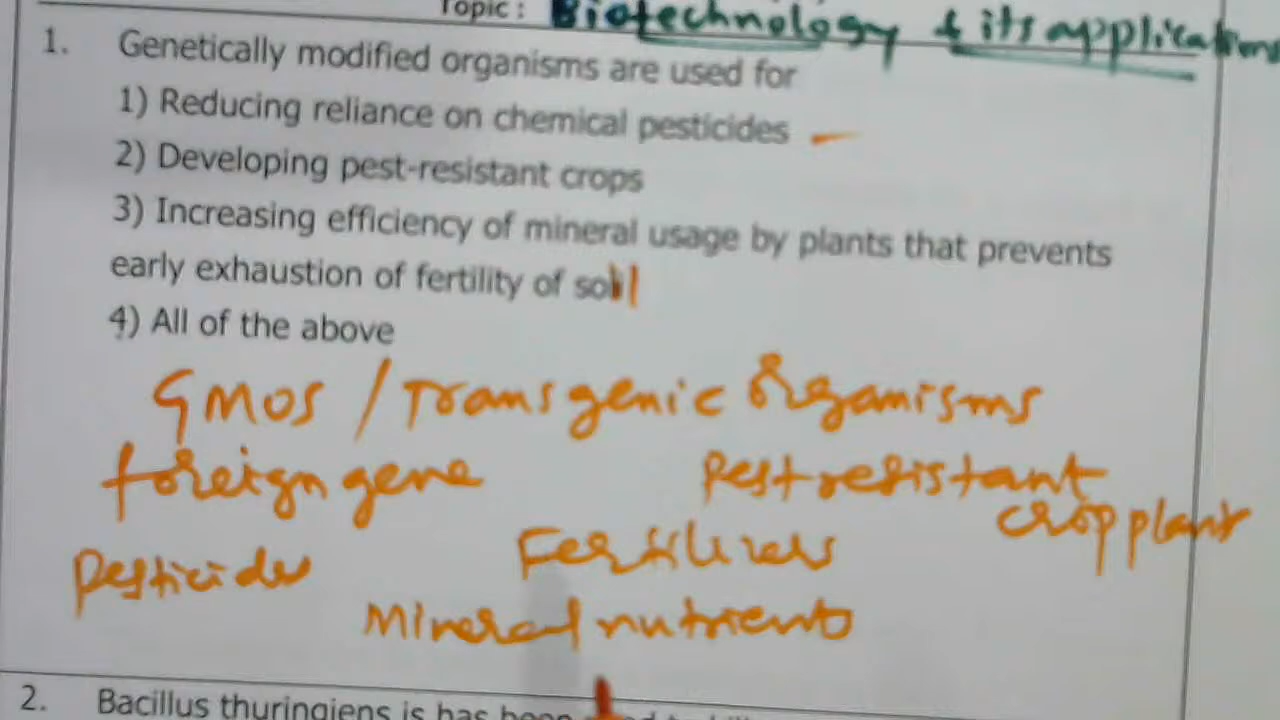 Topic : Biotechnology & its applications
1. Genetically modified organisms are used for
1) Reducing reliance on chemical pesticides
2) Developing pest-resistant crops
3) Increasing efficiency of mineral usage by plants that prevents
early exhaustion of fertility of soil
4) All of the above
GMOS / Transgenic Organisms
foreign gene
Pest resistant
crop plant
Fertilizers
Pesticides
Mineral nutrients
2. Bacillus thuringiens is has been